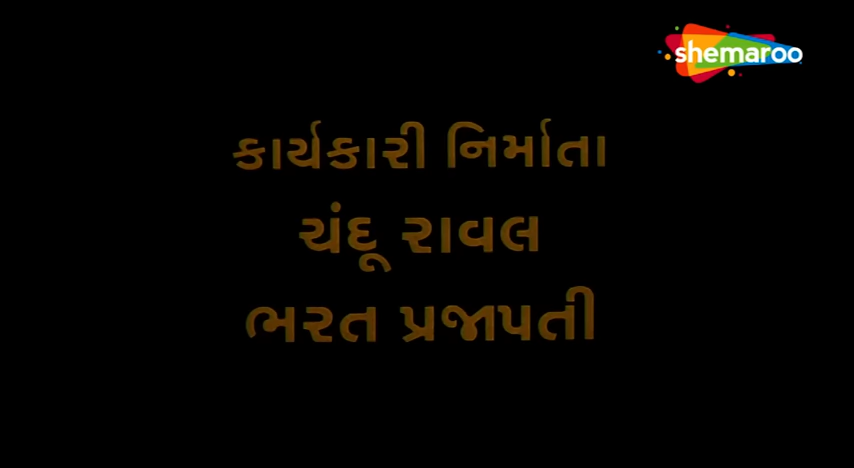 shemaroo
કાર્યકારી નિર્માતા
ચંદૂ રાવલ
ભરત પ્રજાપતી